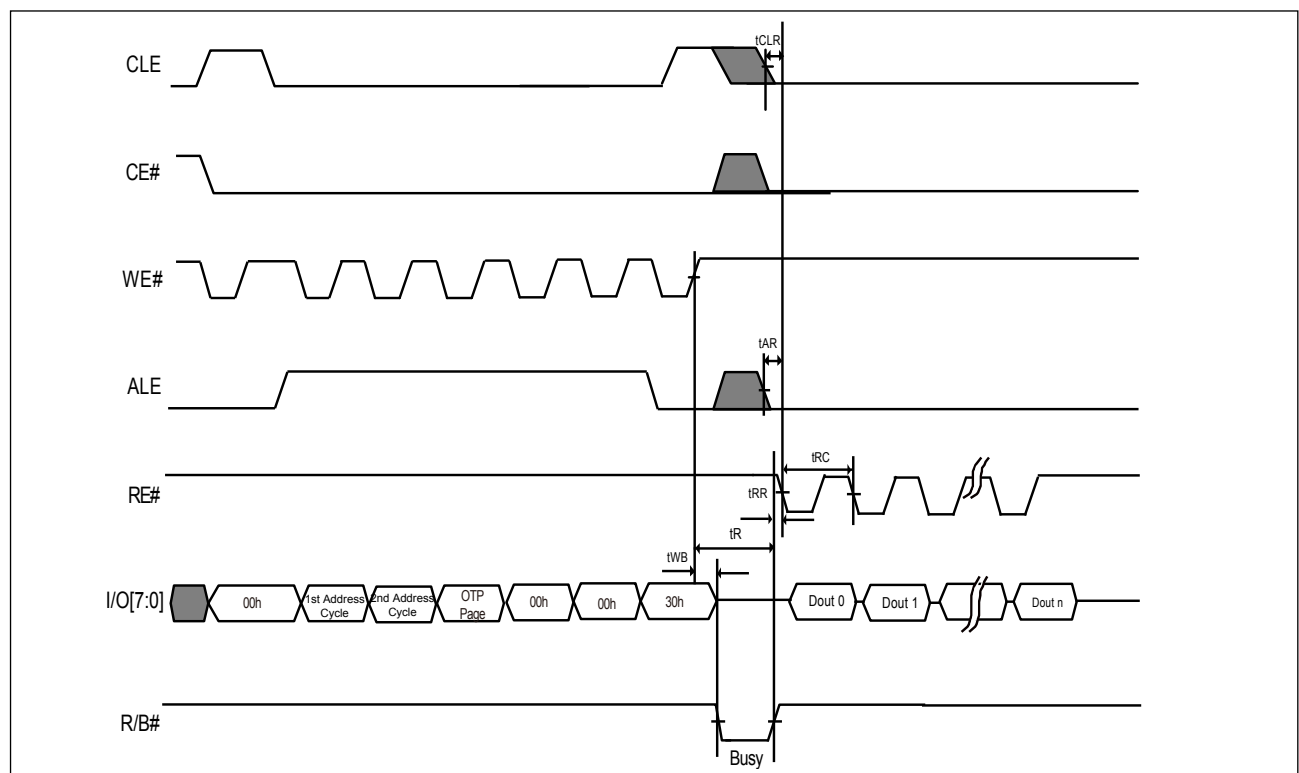 tCLR
CLE
CE#
WE#
tAR
ALE
tRC
RE#
tRR
tR
tWB
I/O[7:0]
00h
1st Address
Cycle
2nd Address
Cycle
OTP
Page
00h
00h
30h
Dout 0
Dout 1
Dout n
R/B#
Busy